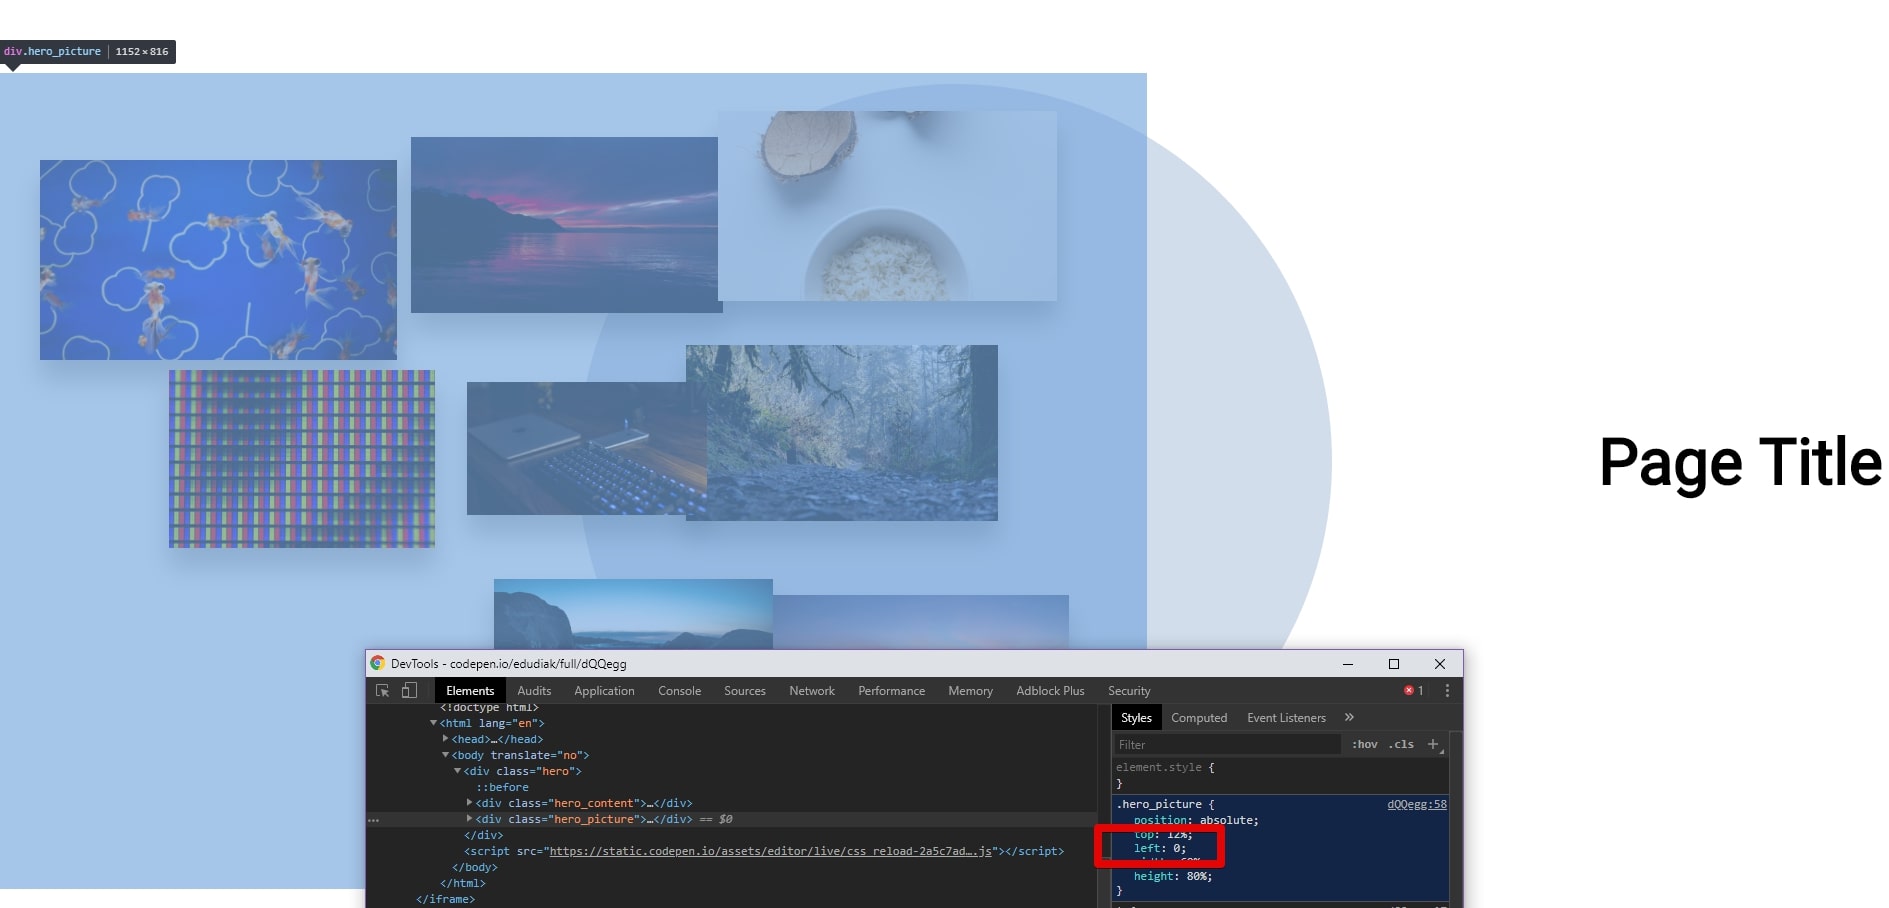 div.hero_picture | 1152 × 816
Page Title
DevTools - codepen.io/edudiak/full/dQQegg
Elements Audits Application Console Sources Network Performance Memory Adblock Plus Security 1
<!doctype html>
<html lang="en">
<head>…</head>
<body translate="no">
<div class="hero">
::before
<div class="hero_content">…</div>
<div class="hero_picture">…</div> == $0
</div>
<script src="https://static.codepen.io/assets/editor/live/css_reload-2a5c7ad….js"></script>
</body>
</html>
</iframe>
Styles Computed Event Listeners »
Filter :hov .cls +
element.style {
}
.hero_picture { dQQegg:58
position: absolute;
top: 12%;
left: 0;
height: 80%;
}